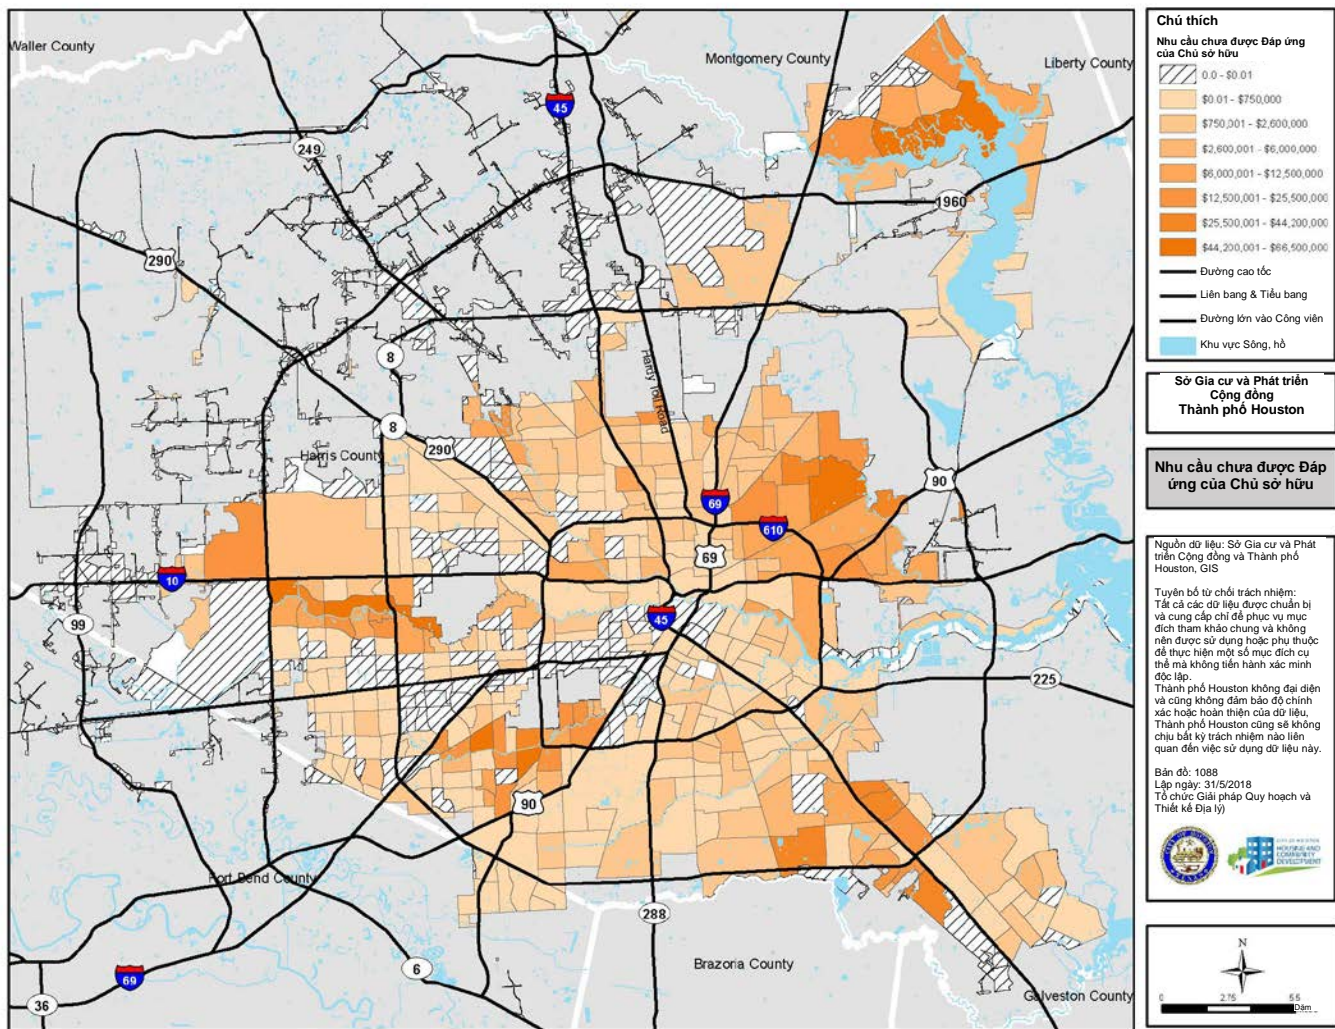 Waller County
Montgomery County
Liberty County
45
249
1960
290
8
Hardy Toll Road
8
290
Harris County
90
69
610
69
10
45
99
225
90
Fort Bend County
288
6
Brazoria County
69
36
Galveston County
Chú thích
Nhu cầu chưa được Đáp ứng
của Chủ sở hữu
0.0 - $0.01
$0.01 - $750,000
$750,001 - $2,600,000
$2,600,001 - $6,000,000
$6,000,001 - $12,500,000
$12,500,001 - $25,500,000
$25,500,001 - $44,200,000
$44,200,001 - $66,500,000
Đường cao tốc
Liên bang & Tiểu bang
Đường lớn vào Công viên
Khu vực Sông, hồ
Sở Gia cư và Phát triển
Cộng đồng
Thành phố Houston
Nhu cầu chưa được Đáp
ứng của Chủ sở hữu
Nguồn dữ liệu: Sở Gia cư và Phát
triển Cộng đồng và Thành phố
Houston, GIS
Tuyên bố từ chối trách nhiệm:
Tất cả các dữ liệu được chuẩn bị
và cung cấp chỉ để phục vụ mục
đích tham khảo chung và không
nên được sử dụng hoặc phụ thuộc
để thực hiện một số mục đích cụ
thể mà không tiến hành xác minh
độc lập.
Thành phố Houston không đại diện
và cũng không đảm bảo độ chính
xác hoặc hoàn thiện của dữ liệu,
Thành phố Houston cũng sẽ không
chịu bất kỳ trách nhiệm nào liên
quan đến việc sử dụng dữ liệu này.
Bản đồ: 1088
Lập ngày: 31/5/2018
Tổ chức Giải pháp Quy hoạch và
Thiết kế Địa lý)
CITY OF HOUSTON
HOUSING AND
COMMUNITY
DEVELOPMENT
N
0 2.75 5.5
Dặm